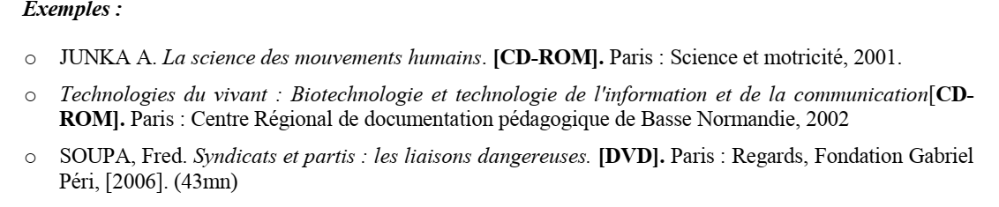 Exemples :
o JUNKA A. La science des mouvements humains. [CD-ROM]. Paris : Science et motricité, 2001.
o Technologies du vivant : Biotechnologie et technologie de l'information et de la communication[CD-
ROM]. Paris : Centre Régional de documentation pédagogique de Basse Normandie, 2002
o SOUPA, Fred. Syndicats et partis : les liaisons dangereuses. [DVD]. Paris : Regards, Fondation Gabriel
Péri, [2006]. (43mn)